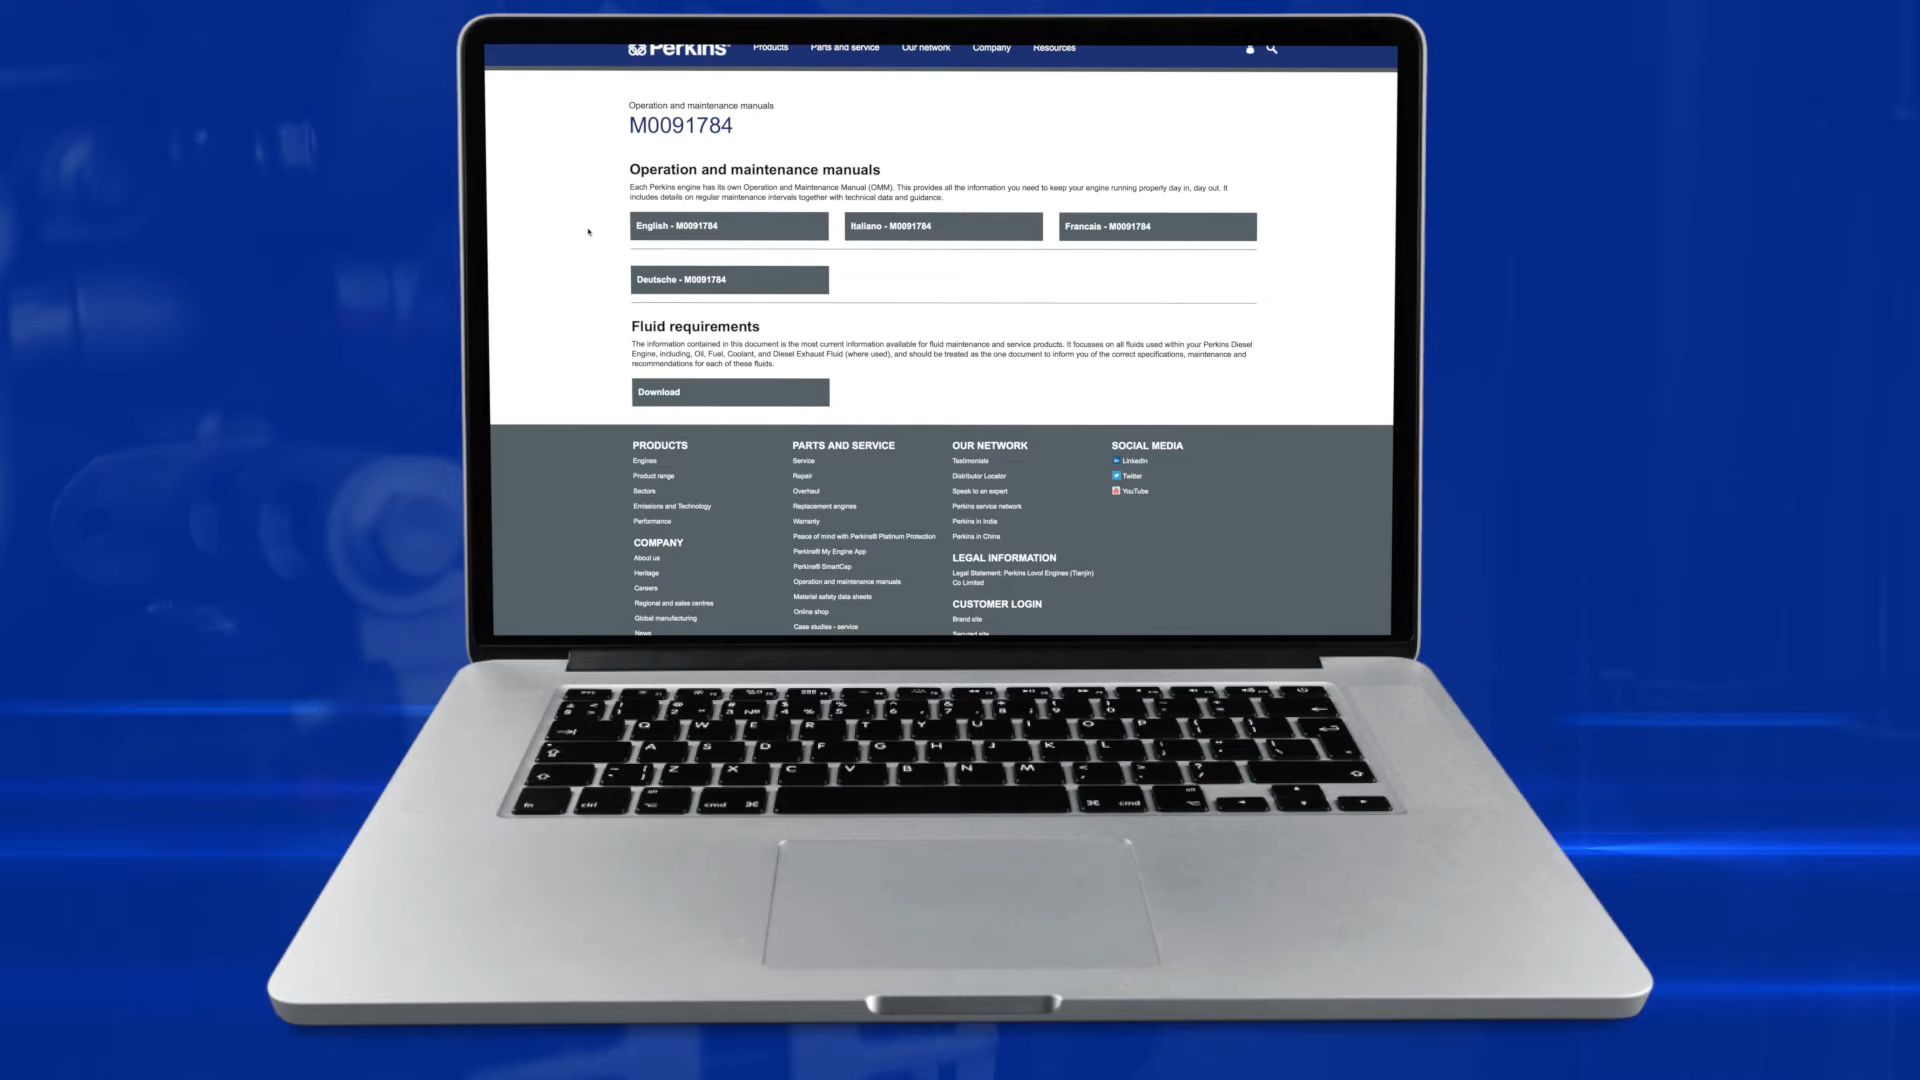 Perkins
Products
Parts and service
Our network
Company
Resources
Operation and maintenance manuals
M0091784
Operation and maintenance manuals
Each Perkins engine has its own Operation and Maintenance Manual (OMM). This provides all the information you need to keep your engine running properly day in, day out. It
includes details on regular maintenance intervals together with technical data and guidance.
English - M0091784
Italiano - M0091784
Francais - M0091784
Deutsche - M0091784
Fluid requirements
The information contained in this document is the most current information available for fluid maintenance and service products. It focusses on all fluids used within your Perkins Diesel
Engine, including, Oil, Fuel, Coolant, and Diesel Exhaust Fluid (where used), and should be treated as the one document to inform you of the correct specifications, maintenance and
recommendations for each of these fluids.
Download
PRODUCTS
Engines
Product range
Sectors
Emissions and Technology
Performance
COMPANY
About us
Heritage
Careers
Regional and sales centres
Global manufacturing
News
PARTS AND SERVICE
Service
Repair
Overhaul
Replacement engines
Warranty
Peace of mind with Perkins® Platinum Protection
Perkins® My Engine App
Perkins® SmartCap
Operation and maintenance manuals
Material safety data sheets
Online shop
Case studies - service
OUR NETWORK
Testimonials
Distributor Locator
Speak to an expert
Perkins service network
Perkins in India
Perkins in China
LEGAL INFORMATION
Legal Statement: Perkins Lovol Engines (Tianjin)
Co Limited
CUSTOMER LOGIN
Brand site
Secured site
SOCIAL MEDIA
LinkedIn
Twitter
YouTube
Q W E R T Y U I O P
A S D F G H J K L
Z X C V B N M
fn ctrl alt cmd ⌘ ⌘ cmd alt